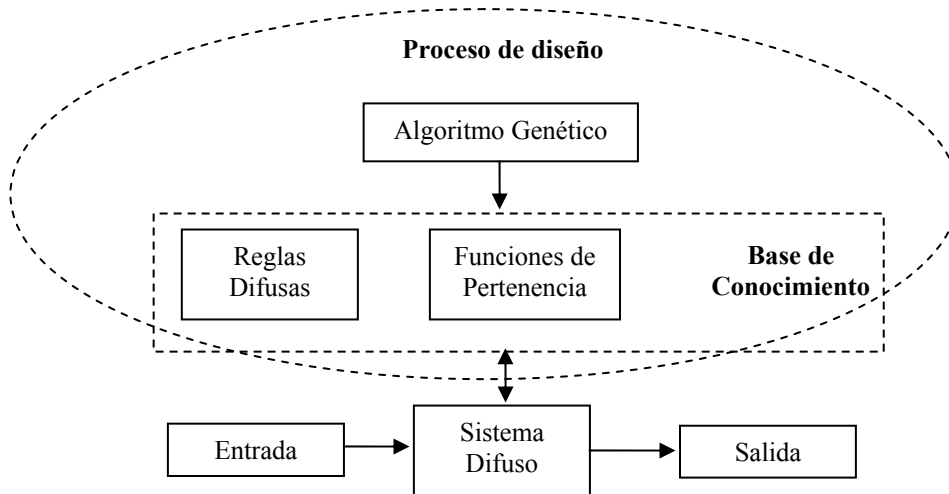 Proceso de diseño
Algoritmo Genético
Reglas
Difusas
Funciones de
Pertenencia
Base de
Conocimiento
Entrada
Sistema
Difuso
Salida